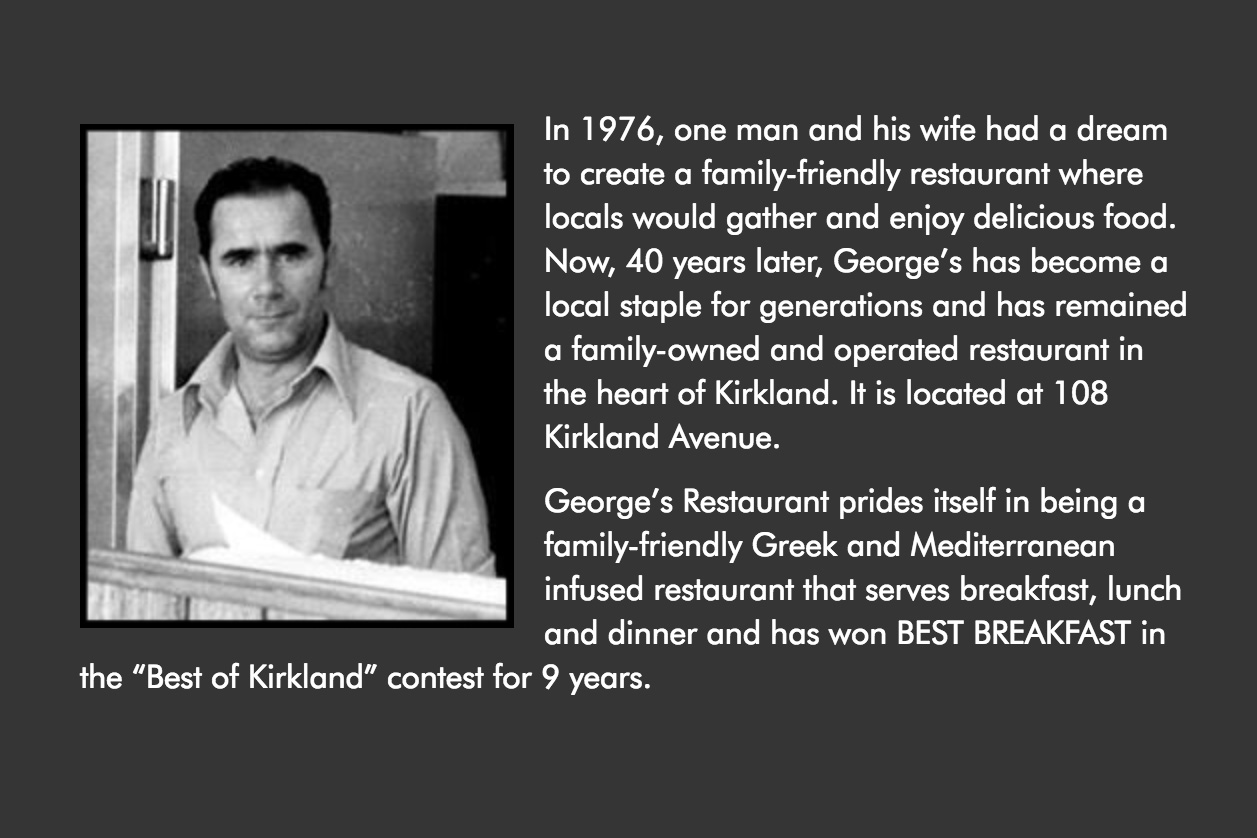 In 1976, one man and his wife had a dream
to create a family-friendly restaurant where
locals would gather and enjoy delicious food.
Now, 40 years later, George’s has become a
local staple for generations and has remained
a family-owned and operated restaurant in
the heart of Kirkland. It is located at 108
Kirkland Avenue.
George’s Restaurant prides itself in being a
family-friendly Greek and Mediterranean
infused restaurant that serves breakfast, lunch
and dinner and has won BEST BREAKFAST in
the “Best of Kirkland” contest for 9 years.